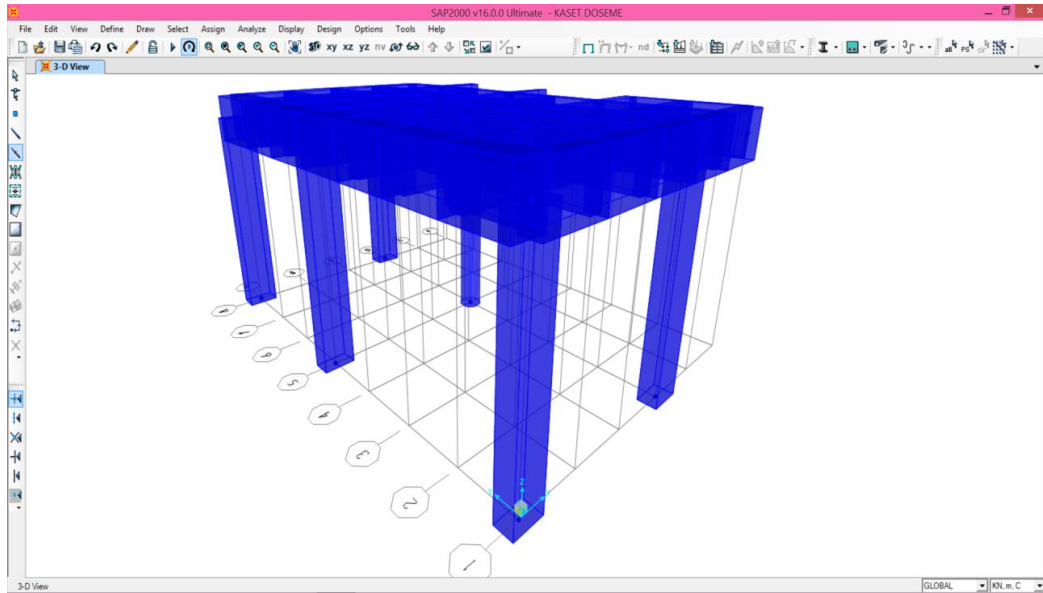 SAP2000 v16.0.0 Ultimate - KASET DOSEME
File Edit View Define Draw Select Assign Analyze Display Design Options Tools Help
xy xz yz nv nd
3-D View
Z
1
2
3
4
5
6
3-D View GLOBAL KN, m, C